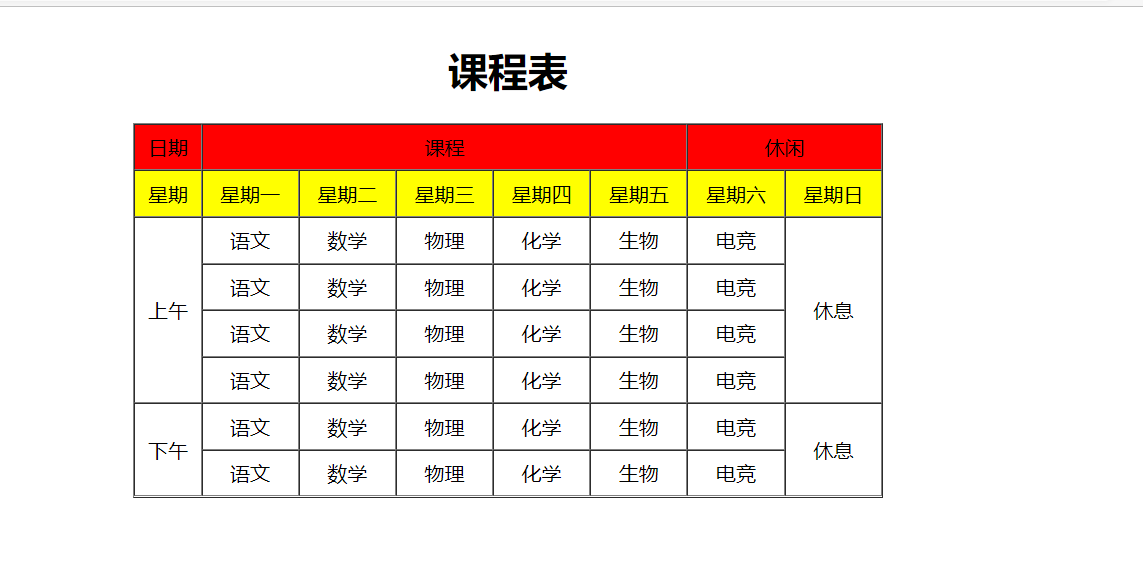 课程表
日期 课程 休闲
星期 星期一 星期二 星期三 星期四 星期五 星期六 星期日
语文 数学 物理 化学 生物 电竞
语文 数学 物理 化学 生物 电竞
上午 休息
语文 数学 物理 化学 生物 电竞
语文 数学 物理 化学 生物 电竞
语文 数学 物理 化学 生物 电竞
下午 休息
语文 数学 物理 化学 生物 电竞